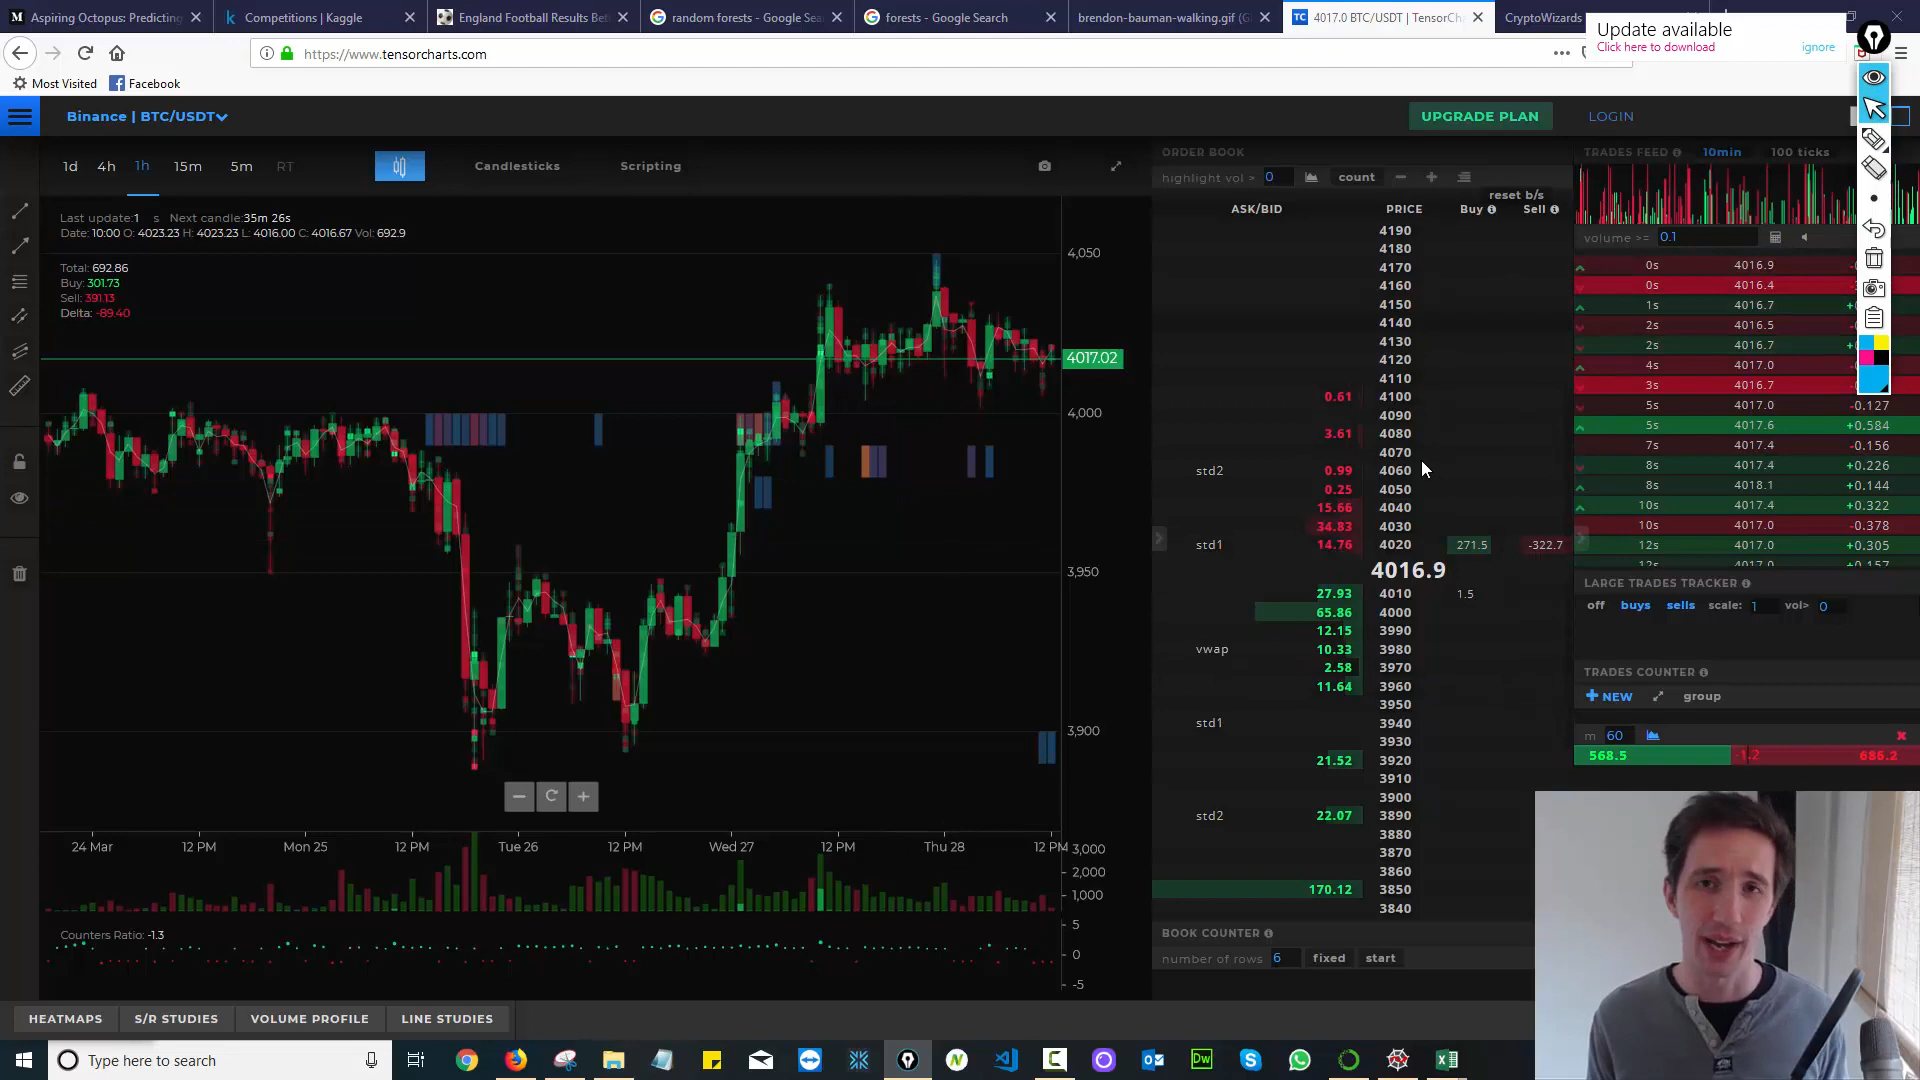 Aspiring Octopus: Predicting
Competitions | Kaggle
England Football Results Bet
random forests - Google Sea
forests - Google Search
brendon-bauman-walking.gif (G
4017.0 BTC/USDT | TensorCha
CryptoWizards
Update available
Click here to download
ignore
https://www.tensorcharts.com
Most Visited
Facebook
Binance | BTC/USDT
UPGRADE PLAN
LOGIN
1d 4h 1h 15m 5m RT
Candlesticks
Scripting
Last update:1 s Next candle:35m 26s
Date: 10:00 O: 4023.23 H: 4023.23 L: 4016.00 C: 4016.67 Vol: 692.9
Total: 692.86
Buy: 301.73
Sell: 391.13
Delta: -89.40
4,050
4017.02
4,000
3,950
3,900
24 Mar 12 PM Mon 25 12 PM Tue 26 12 PM Wed 27 12 PM Thu 28 12 PM
3,000
2,000
1,000
Counters Ratio: -1.3
5
0
-5
HEATMAPS S/R STUDIES VOLUME PROFILE LINE STUDIES
ORDER BOOK
highlight vol > 0 count
reset b/s
ASK/BID PRICE Buy Sell
4190
4180
4170
4160
4150
4140
4130
4120
4110
0.61 4100
4090
3.61 4080
4070
std2 0.99 4060
0.25 4050
15.66 4040
34.83 4030
std1 14.76 4020 271.5 -322.7
4016.9
27.93 4010 1.5
65.86 4000
12.15 3990
vwap 10.33 3980
2.58 3970
11.64 3960
3950
std1 3940
3930
21.52 3920
3910
3900
std2 22.07 3890
3880
3870
3860
170.12 3850
3840
BOOK COUNTER
number of rows 6 fixed start
TRADES FEED 10min 100 ticks
volume >= 0.1
0s 4016.9
0s 4016.4
1s 4016.7
2s 4016.5
2s 4016.7
4s 4017.0
3s 4016.7
5s 4017.0 -0.127
5s 4017.6 +0.584
7s 4017.4 -0.156
8s 4017.4 +0.226
8s 4018.1 +0.144
10s 4017.4 +0.322
10s 4017.0 -0.378
12s 4017.0 +0.305
12s 4017.0 +0.157
LARGE TRADES TRACKER
off buys sells scale: 1 vol> 0
TRADES COUNTER
NEW group
m 60
568.5 -1.2 686.2
Type here to search